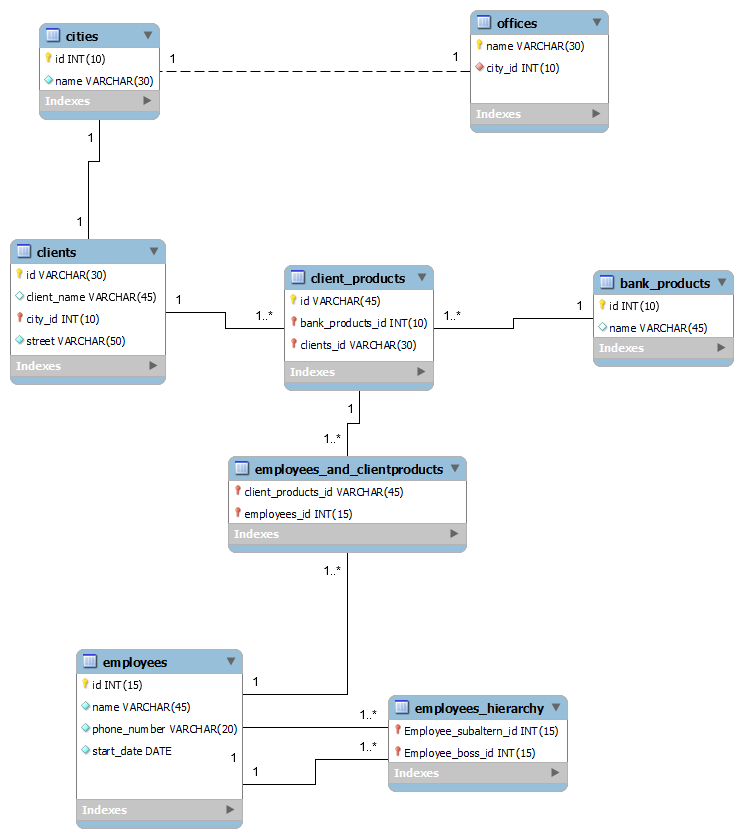 cities
id INT(10)
name VARCHAR(30)
Indexes
1
1
offices
name VARCHAR(30)
city_id INT(10)
Indexes
1
1
clients
id VARCHAR(30)
client_name VARCHAR(45)
city_id INT(10)
street VARCHAR(50)
Indexes
1
1..*
client_products
id VARCHAR(45)
bank_products_id INT(10)
clients_id VARCHAR(30)
Indexes
1..*
1
bank_products
id INT(10)
name VARCHAR(45)
Indexes
1
1..*
employees_and_clientproducts
client_products_id VARCHAR(45)
employees_id INT(15)
Indexes
1..*
1
employees
id INT(15)
name VARCHAR(45)
phone_number VARCHAR(20)
start_date DATE
Indexes
1
1..*
1..*
1
employees_hierarchy
Employee_subaltern_id INT(15)
Employee_boss_id INT(15)
Indexes